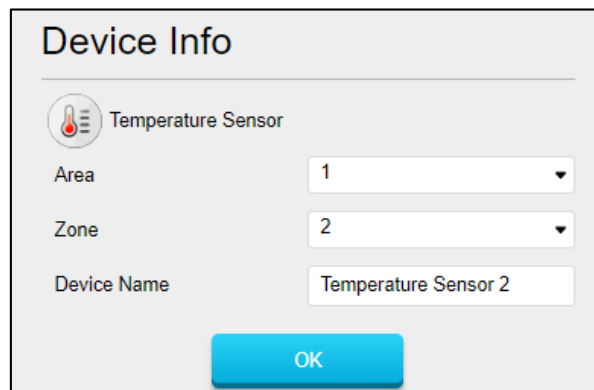 Device Info
Temperature Sensor
Area 1
Zone 2
Device Name Temperature Sensor 2
OK